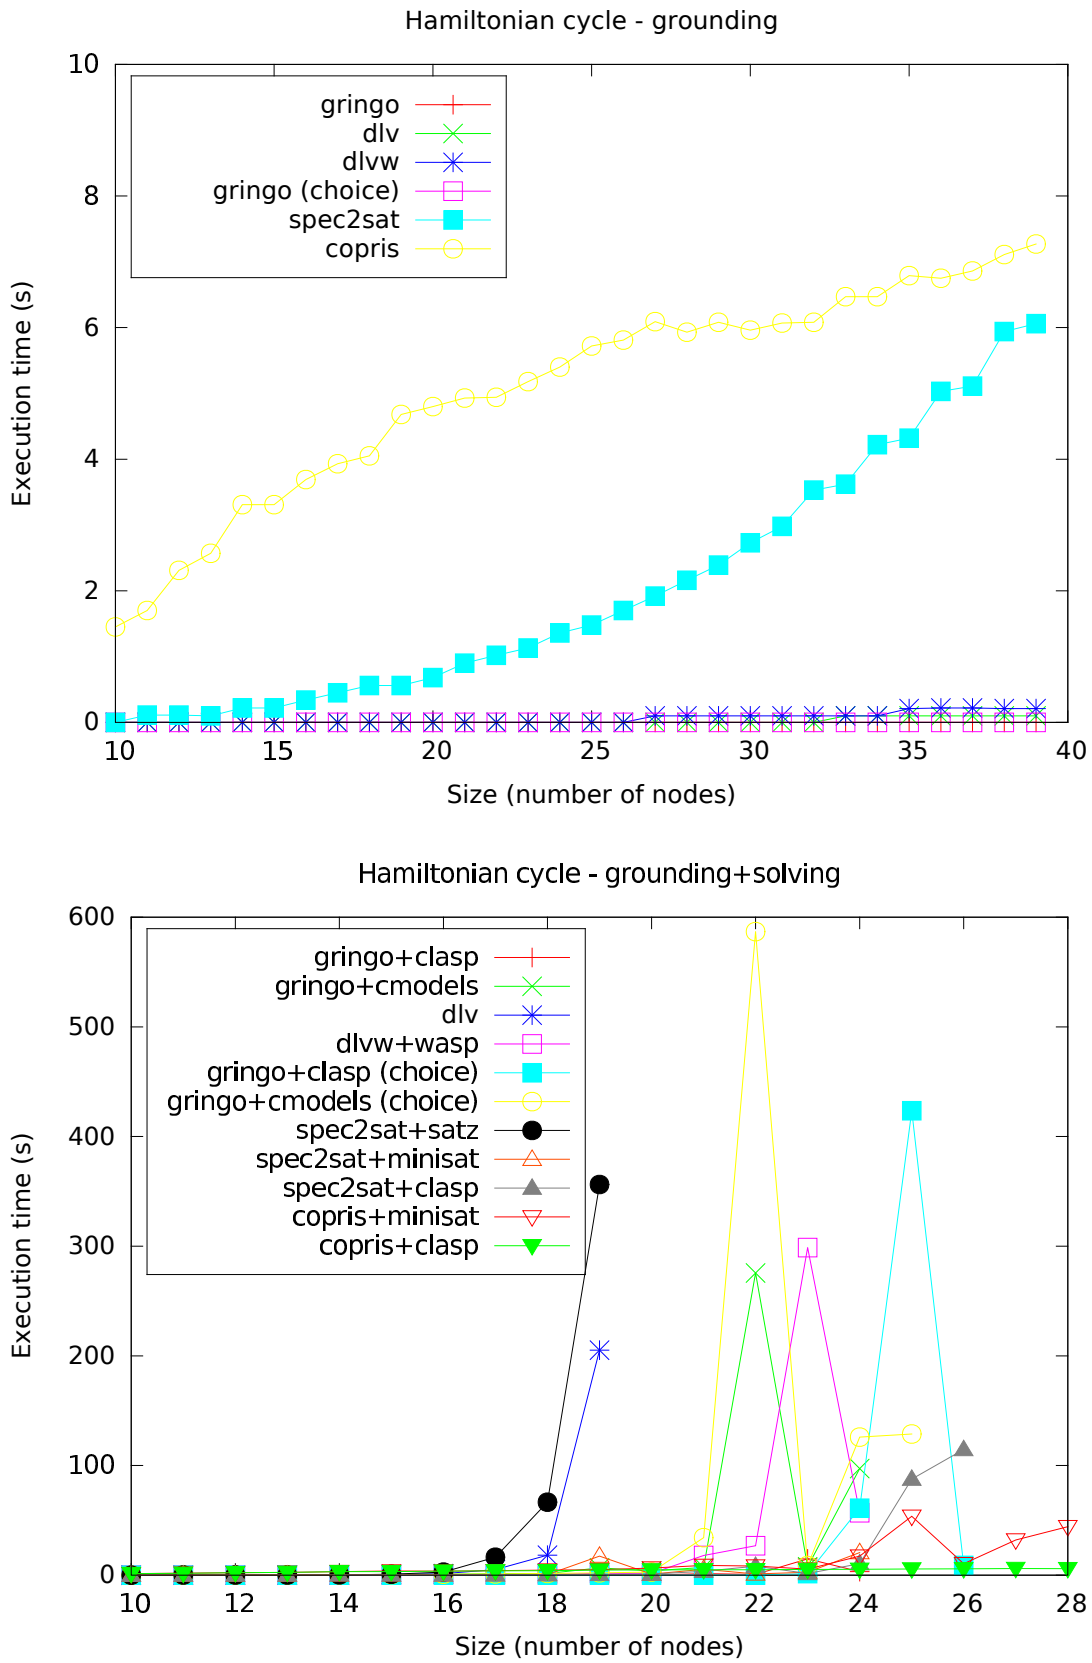 Hamiltonian cycle - grounding
10
8
6
4
2
0
Execution time (s)
gringo
dlv
dlvw
gringo (choice)
spec2sat
copris
10 15 20 25 30 35 40
Size (number of nodes)
Hamiltonian cycle - grounding+solving
600
500
400
300
200
100
0
Execution time (s)
gringo+clasp
gringo+cmodels
dlv
dlvw+wasp
gringo+clasp (choice)
gringo+cmodels (choice)
spec2sat+satz
spec2sat+minisat
spec2sat+clasp
copris+minisat
copris+clasp
10 12 14 16 18 20 22 24 26 28
Size (number of nodes)